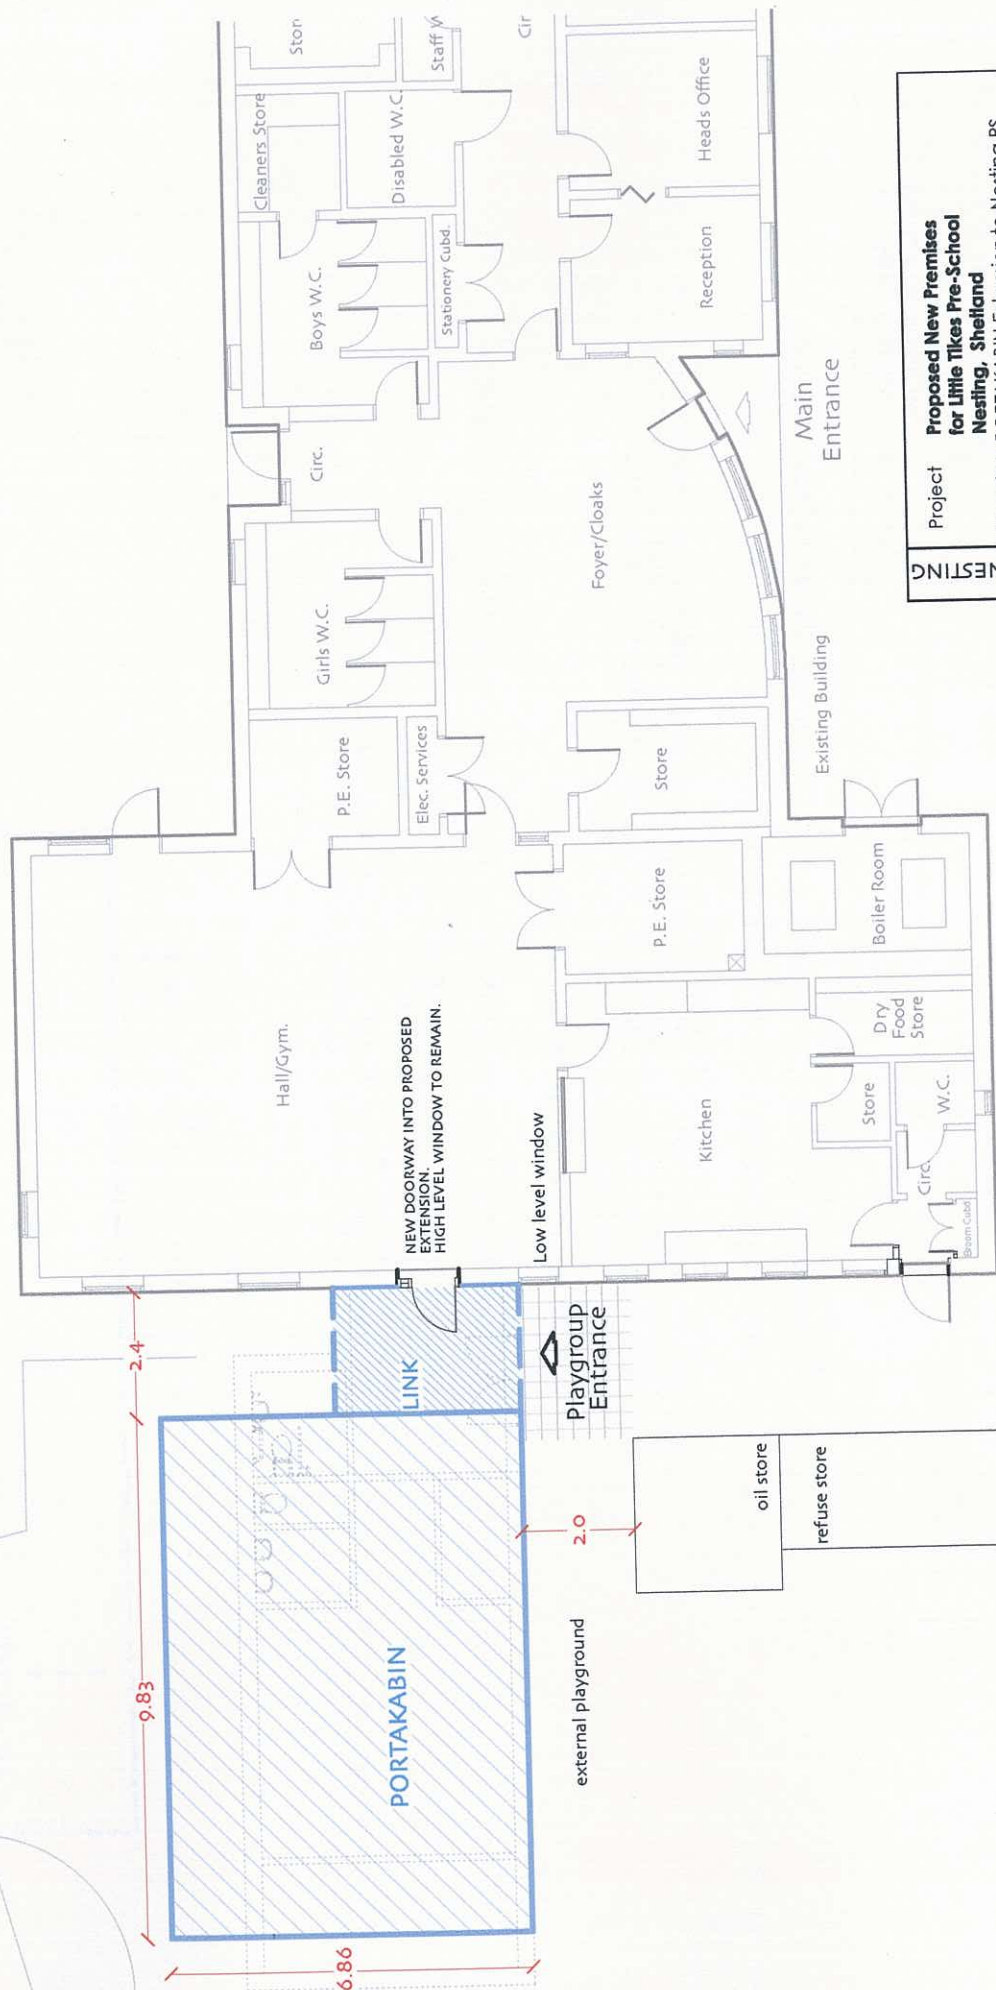 Stor
Staff W
Cir
Cleaners Store
Disabled W.C.
Heads Office
Boys W.C.
Stationery Cubd.
Reception
Circ.
Main
Entrance
Girls W.C.
Foyer/Cloaks
P.E. Store
Elec. Services
Store
Existing Building
Hall/Gym.
P.E. Store
Boiler Room
NEW DOORWAY INTO PROPOSED
EXTENSION.
HIGH LEVEL WINDOW TO REMAIN.
Low level window
Kitchen
Dry
Food
Store
Store
W.C.
Circ.
Broom Cubd
2.4
LINK
Playgroup
Entrance
9.83
PORTAKABIN
6.86
2.0
oil store
refuse store
external playground
NESTING
Project
Proposed New Premises
for Little Tikes Pre-School
Nesting, Shetland
Extension to Nesting PS